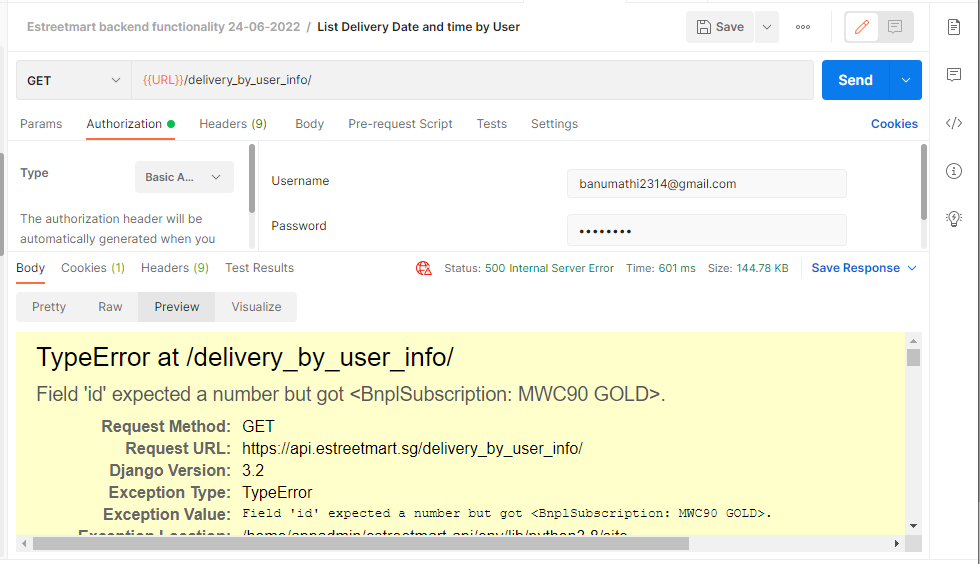 Estreetmart backend functionality 24-06-2022 / List Delivery Date and time by User
Save
GET
{{URL}}/delivery_by_user_info/
Send
Params Authorization Headers (9) Body Pre-request Script Tests Settings Cookies
Type
Basic A...
Username
banumathi2314@gmail.com
The authorization header will be
automatically generated when you
Password
••••••••
Body Cookies (1) Headers (9) Test Results
Status: 500 Internal Server Error Time: 601 ms Size: 144.78 KB Save Response
Pretty Raw Preview Visualize
TypeError at /delivery_by_user_info/
Field 'id' expected a number but got <BnplSubscription: MWC90 GOLD>.
Request Method: GET
Request URL: https://api.estreetmart.sg/delivery_by_user_info/
Django Version: 3.2
Exception Type: TypeError
Exception Value: Field 'id' expected a number but got <BnplSubscription: MWC90 GOLD>.
Exception Location: /home/appadmin/estreetmart-api/env/lib/python3.8/site-